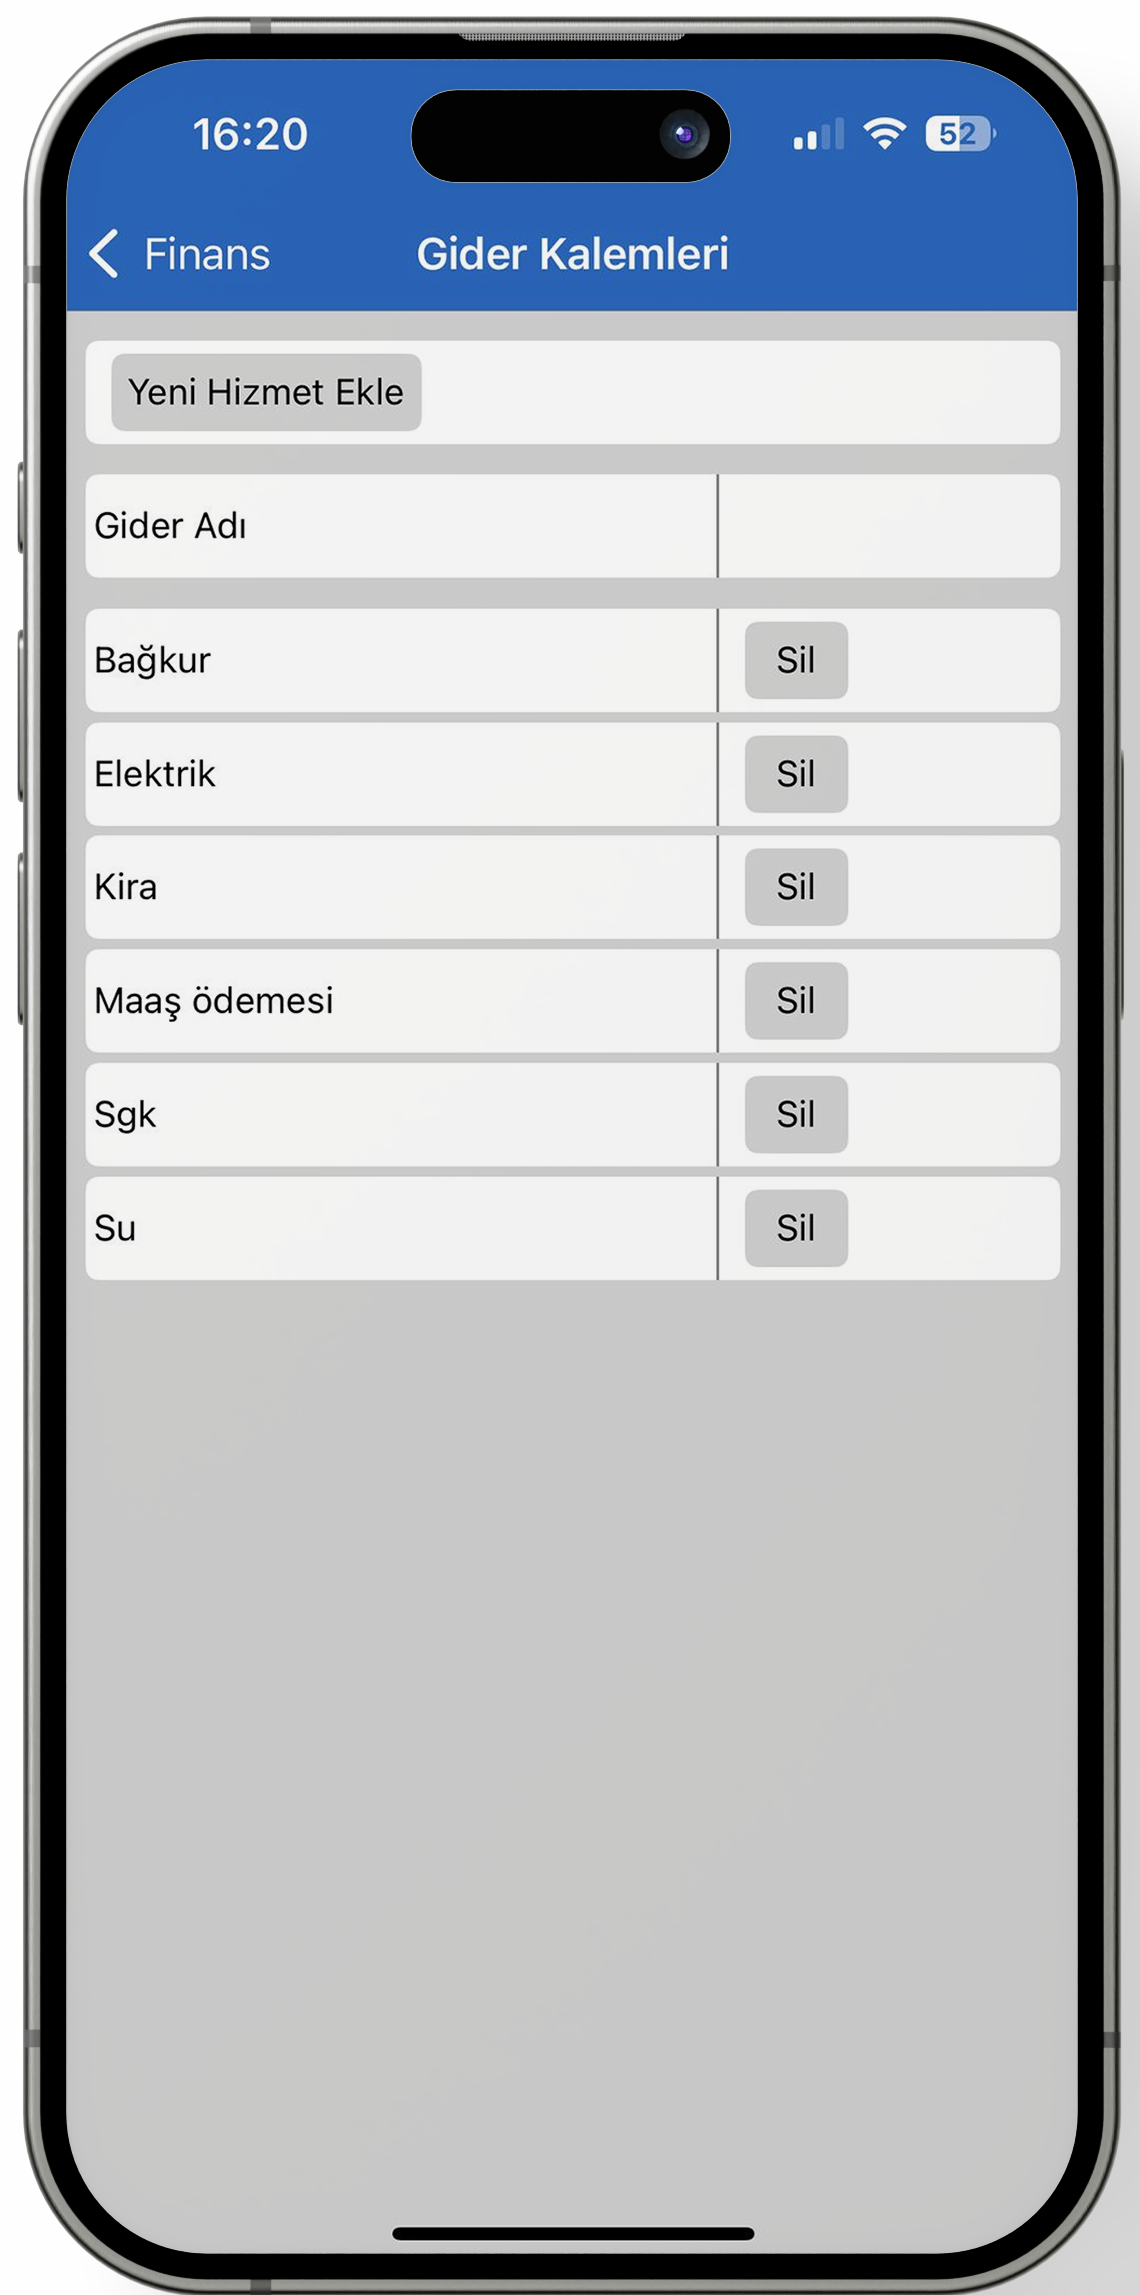 16:20
52
Finans
Gider Kalemleri
Yeni Hizmet Ekle
Gider Adı
Bağkur
Sil
Elektrik
Sil
Kira
Sil
Maaş ödemesi
Sil
Sgk
Sil
Su
Sil